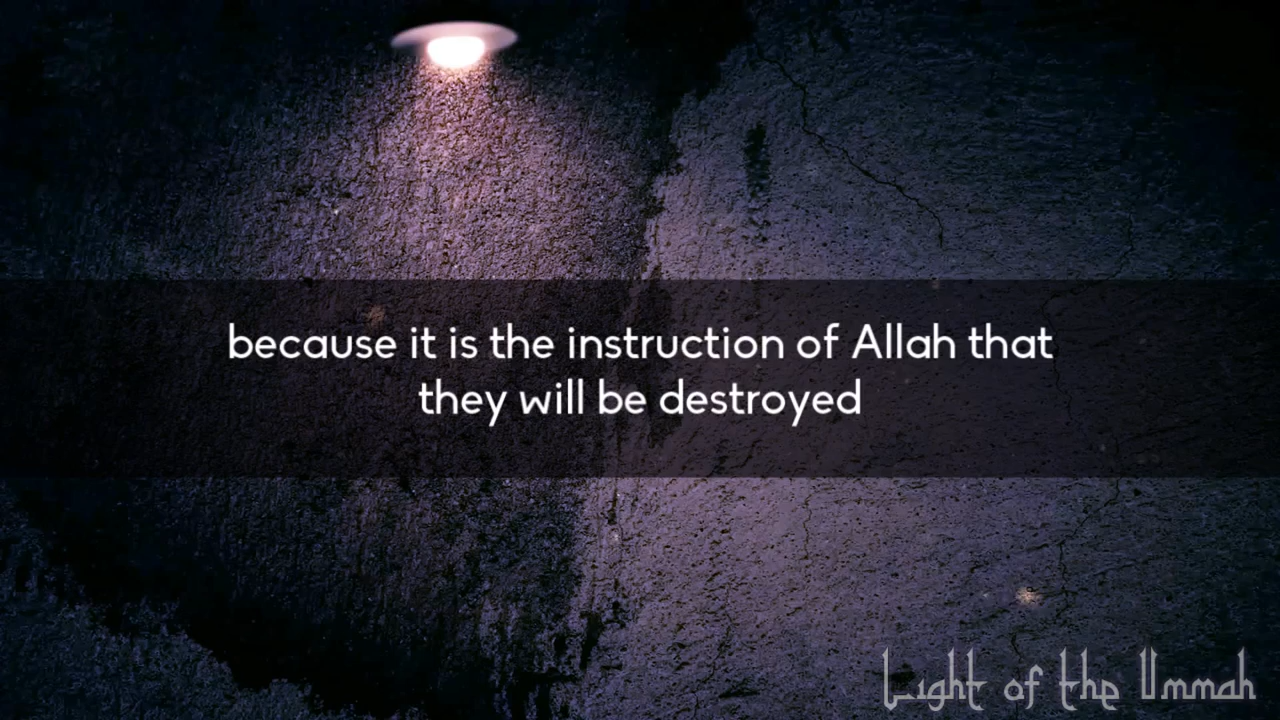 because it is the instruction of Allah that
they will be destroyed
Light of the Ummah